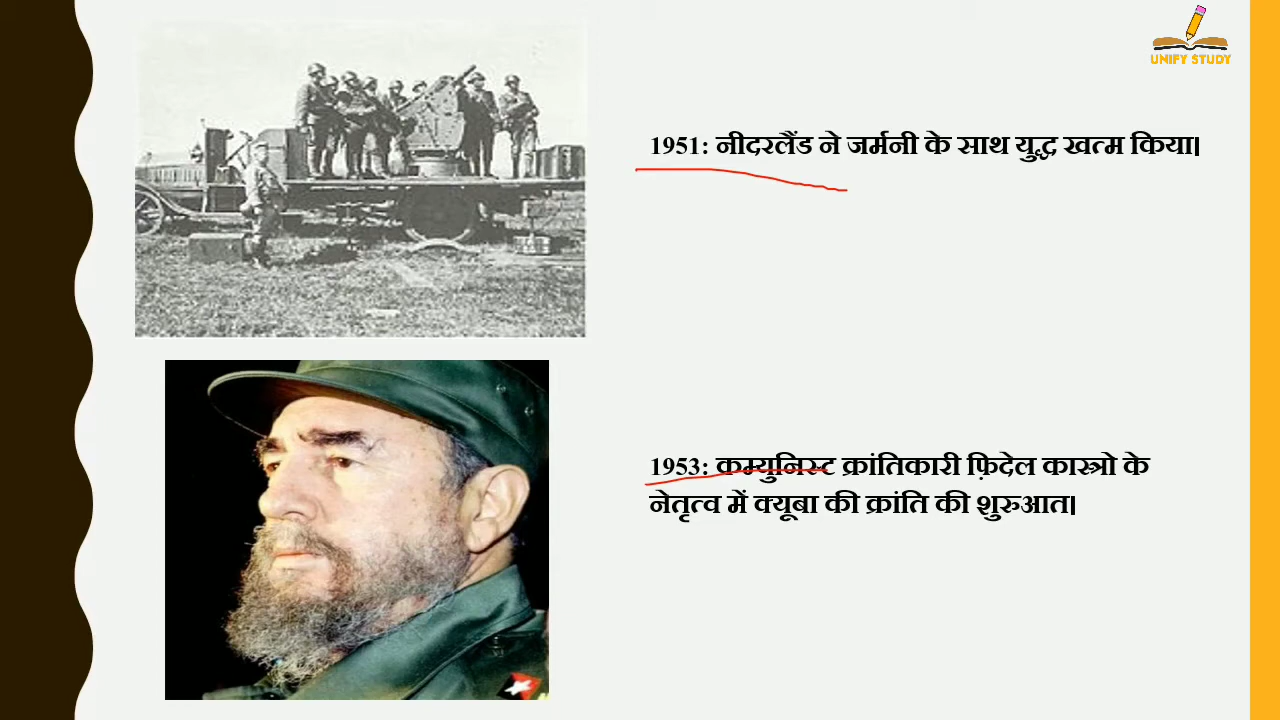 UNIFY STUDY
1951: नीदरलैंड ने जर्मनी के साथ युद्ध खत्म किया।
1953: कम्युनिस्ट क्रांतिकारी फ़िदेल कास्त्रो के
नेतृत्व में क्यूबा की क्रांति की शुरुआत।